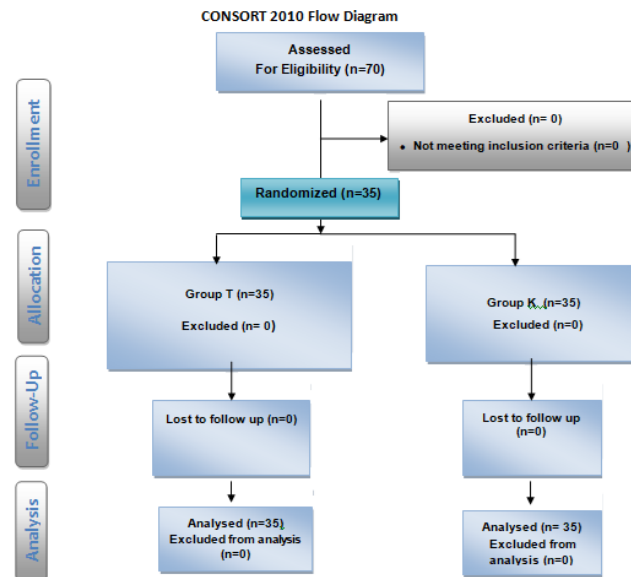 CONSORT 2010 Flow Diagram
Assessed
For Eligibility (n=70)
Enrollment
Excluded (n= 0)
• Not meeting inclusion criteria (n=0 )
Randomized (n=35)
Allocation
Group T (n=35)
Excluded (n= 0)
Group K (n=35)
Excluded (n=0)
Follow-Up
Lost to follow up (n=0)
Lost to follow up
(n=0)
Analysis
Analysed (n=35)
Excluded from analysis
(n=0)
Analysed (n= 35)
Excluded from
analysis (n=0)